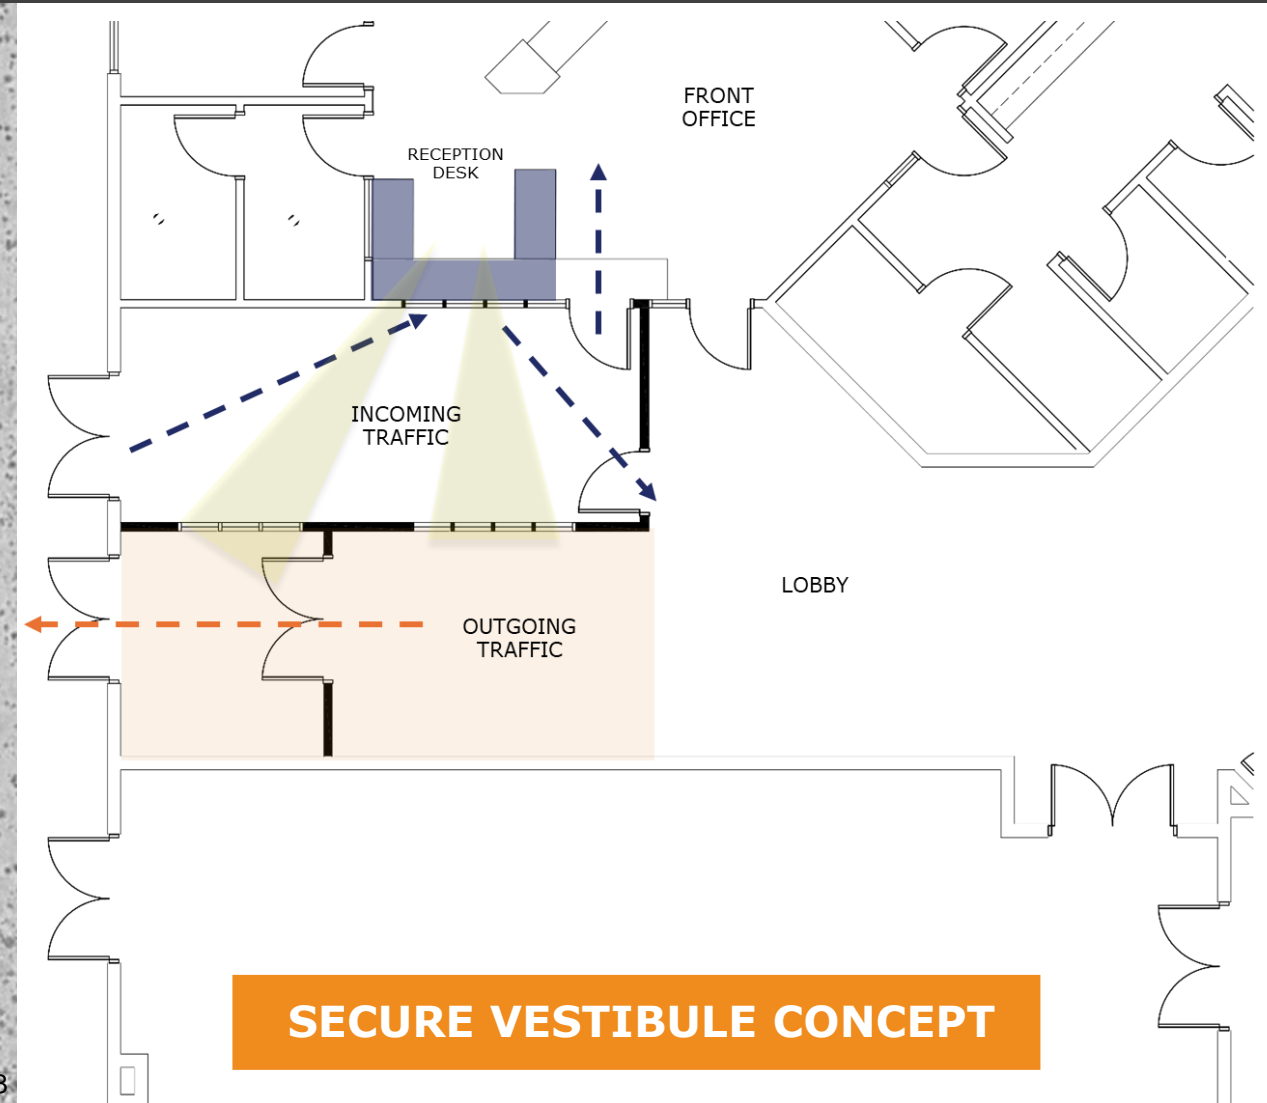 FRONT
OFFICE
RECEPTION
DESK
INCOMING
TRAFFIC
LOBBY
OUTGOING
TRAFFIC
SECURE VESTIBULE CONCEPT